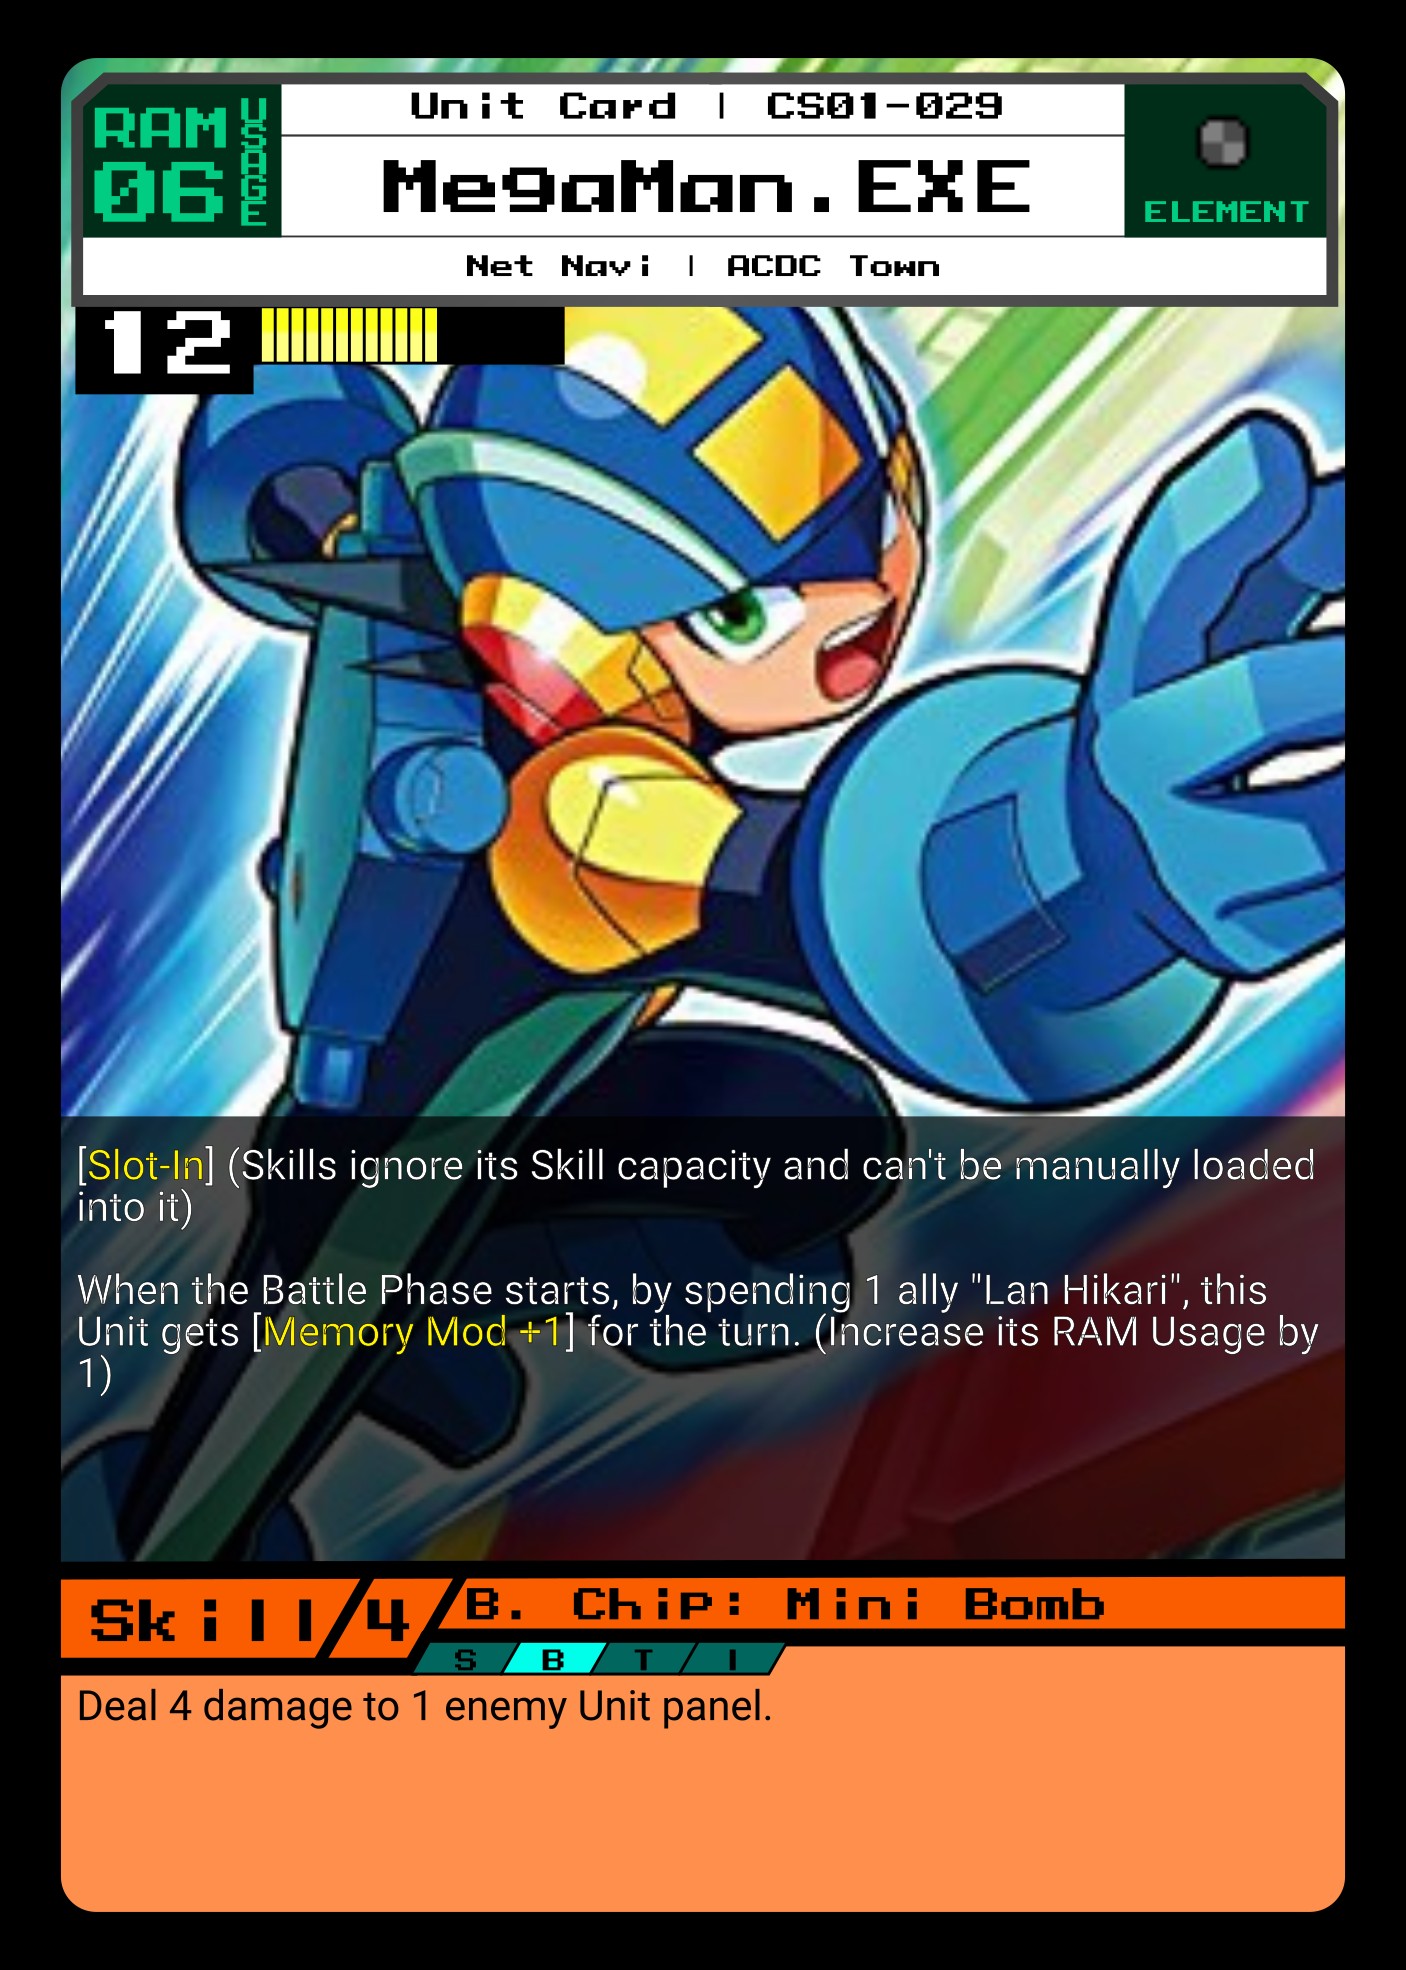 Unit Card | CS01-029
RAM USAGE
06
MegaMan.EXE
ELEMENT
Net Navi | ACDC Town
12
[Slot-In] (Skills ignore its Skill capacity and can't be manually loaded
into it)
When the Battle Phase starts, by spending 1 ally "Lan Hikari", this
Unit gets [Memory Mod +1] for the turn. (Increase its RAM Usage by
1)
Skill/4/B. Chip: Mini Bomb
S B T I
Deal 4 damage to 1 enemy Unit panel.